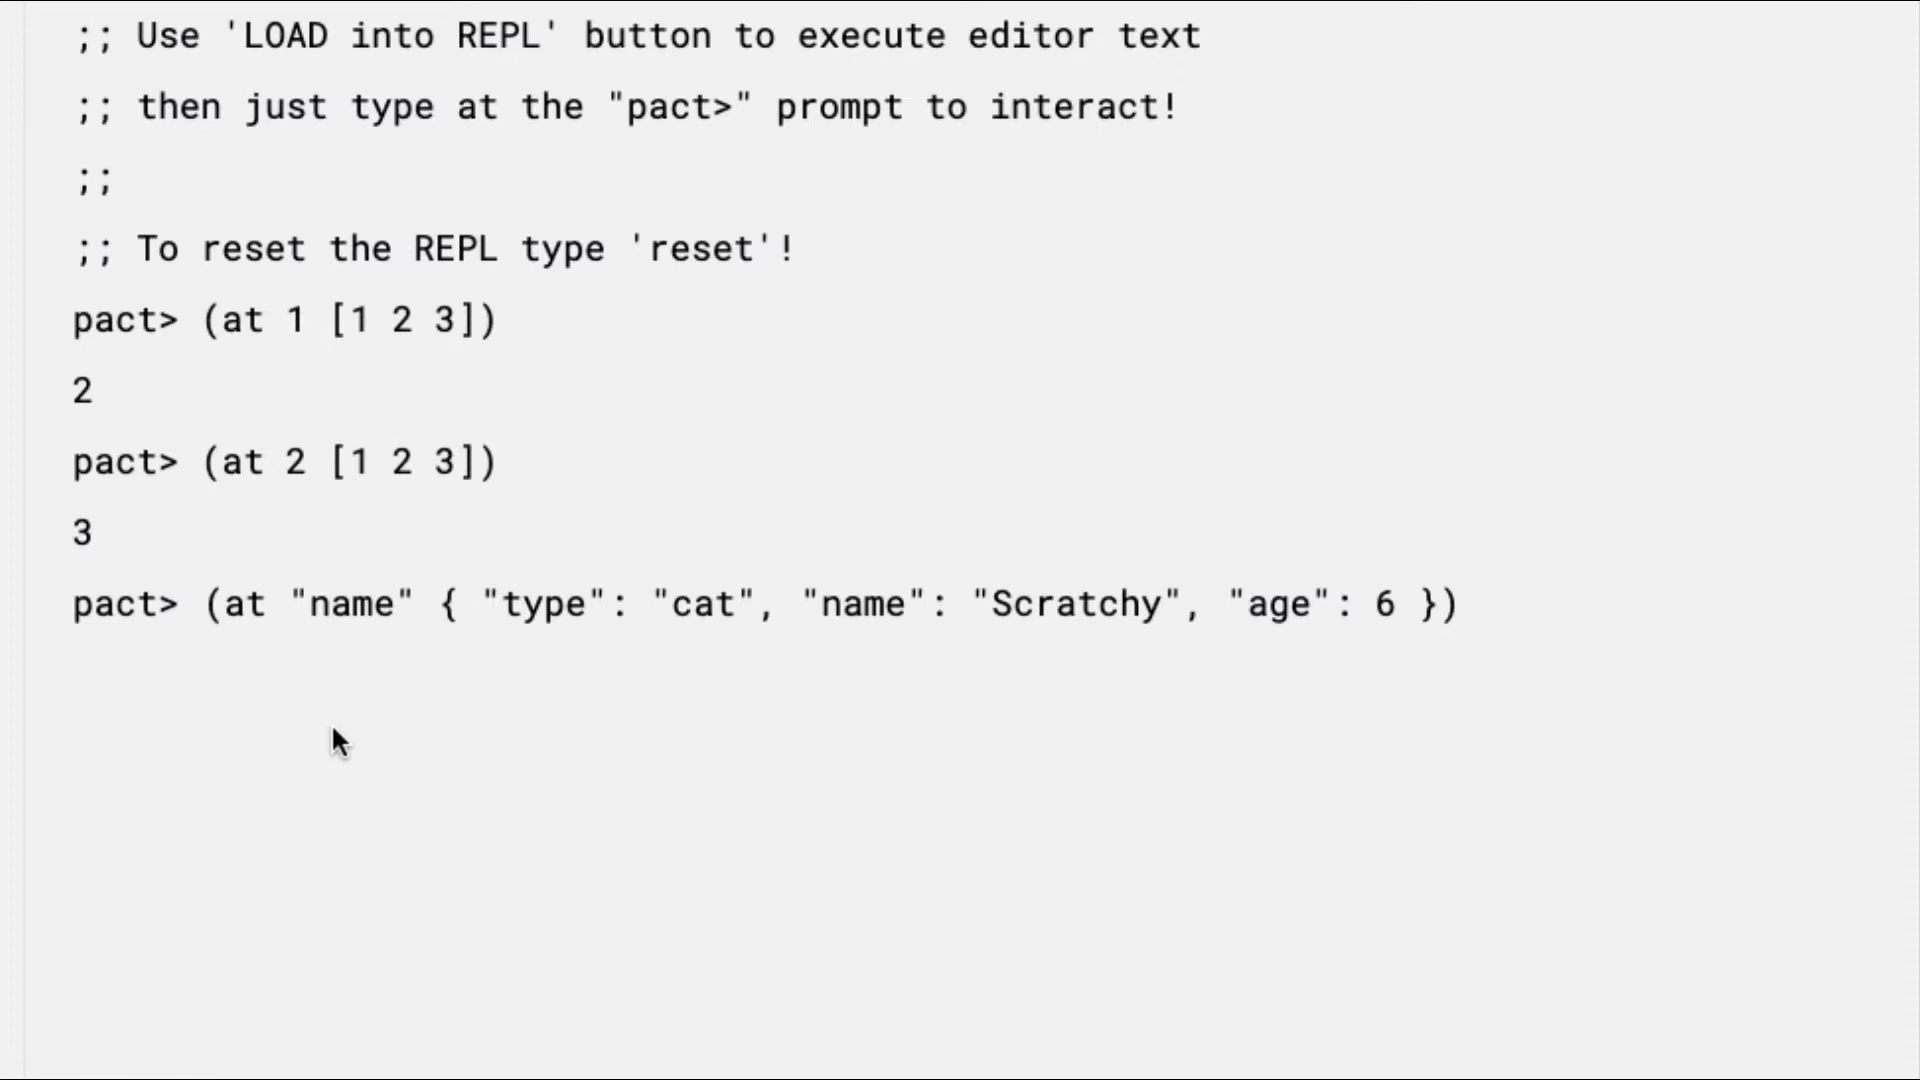 ;; Use 'LOAD into REPL' button to execute editor text
;; then just type at the "pact>" prompt to interact!
;;
;; To reset the REPL type 'reset'!
pact> (at 1 [1 2 3])
2
pact> (at 2 [1 2 3])
3
pact> (at "name" { "type": "cat", "name": "Scratchy", "age": 6 })